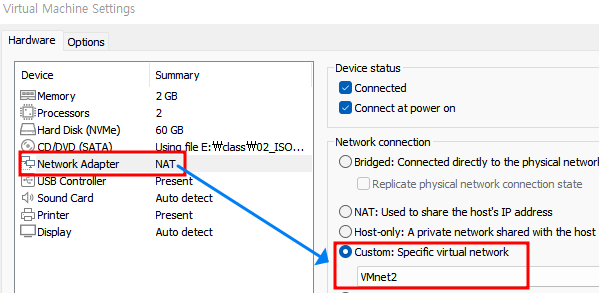 Virtual Machine Settings
Hardware Options
Device Summary
Memory 2 GB
Processors 2
Hard Disk (NVMe) 60 GB
CD/DVD (SATA) Using file E:₩class₩02_ISO...
Network Adapter NAT
USB Controller Present
Sound Card Auto detect
Printer Present
Display Auto detect
Device status
Connected
Connect at power on
Network connection
Bridged: Connected directly to the physical network
Replicate physical network connection state
NAT: Used to share the host's IP address
Host-only: A private network shared with the host
Custom: Specific virtual network
VMnet2